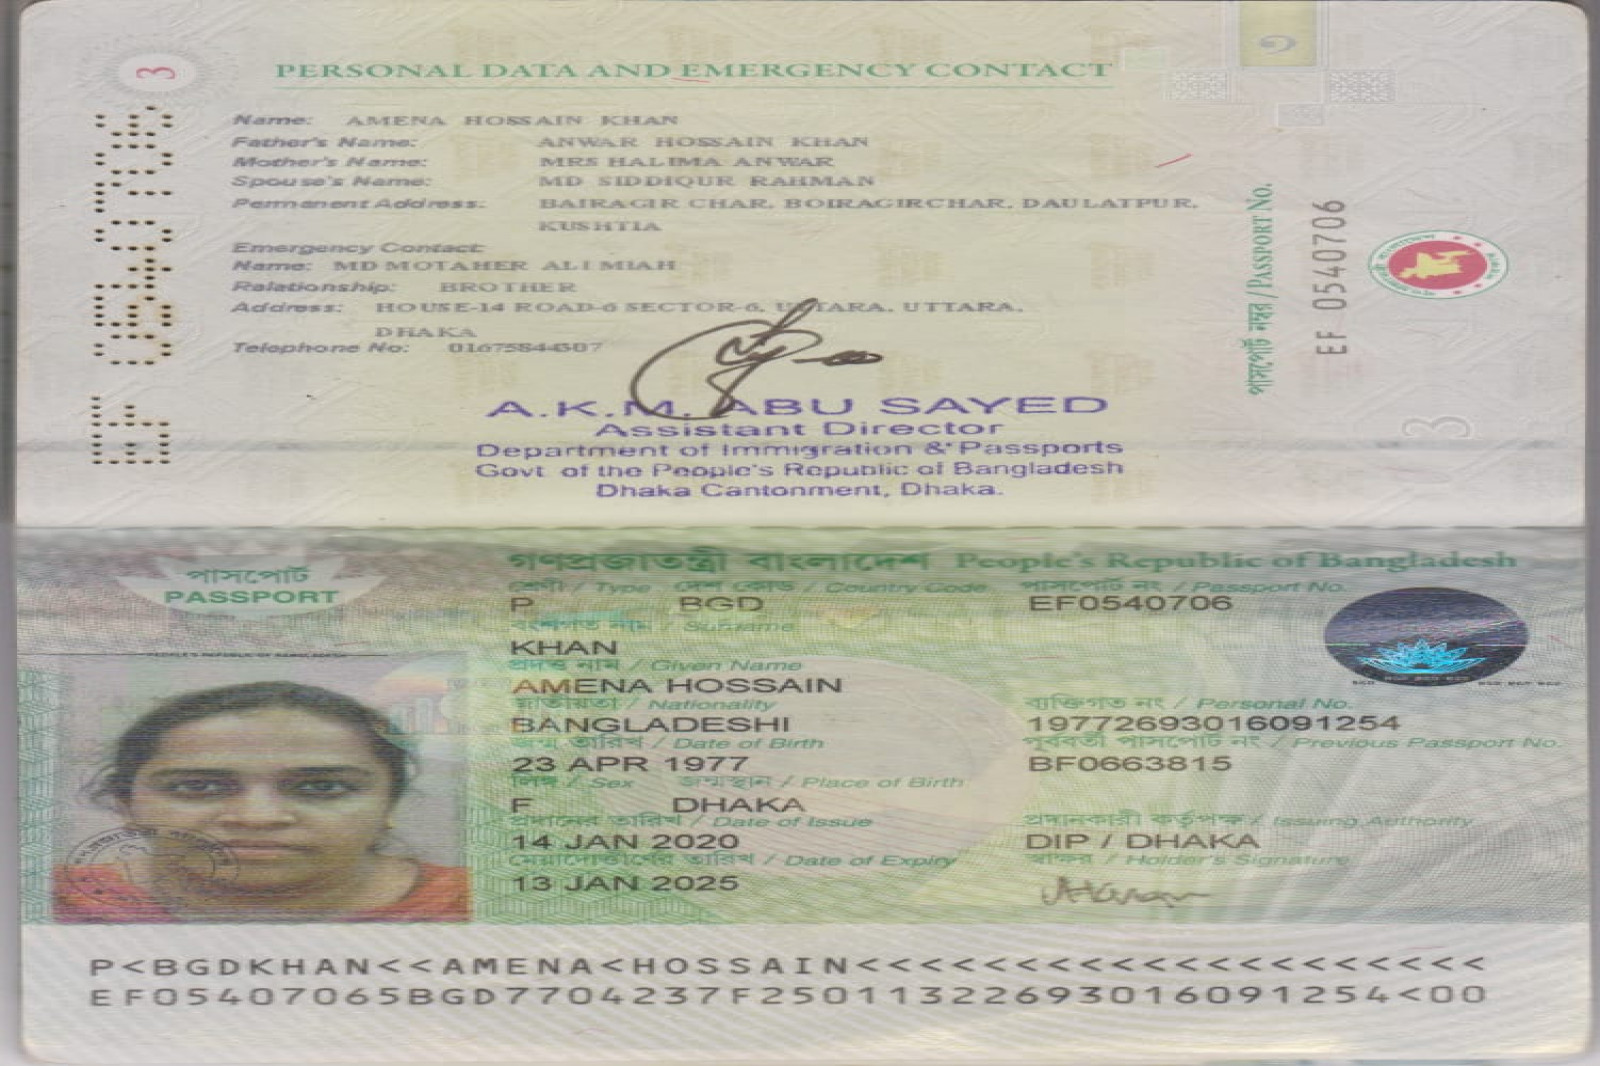 3
PERSONAL DATA AND EMERGENCY CONTACT
Name: AMENA HOSSAIN KHAN
Father's Name: ANWAR HOSSAIN KHAN
Mother's Name: MRS HALIMA ANWAR
Spouse's Name: MD SIDDIQUR RAHMAN
Permanent Address: BAIRAGIR CHAR, BOIRAGIRCHAR, DAULATPUR,
KUSHTIA
Emergency Contact:
Name: MD MOTAHER ALI MIAH
Relationship: BROTHER
Address: HOUSE-14 ROAD-6 SECTOR-6, UTTARA, UTTARA,
DHAKA
Telephone No:
A.K.M. ABU SAYED
Assistant Director
Department of Immigration & Passports
Govt of the People's Republic of Bangladesh
Dhaka Cantonment, Dhaka.
EF 0540706
পাসপোর্ট নম্বর / PASSPORT No.
EF 0540706
3
পাসপোর্ট
PASSPORT
গণপ্রজাতন্ত্রী বাংলাদেশ People's Republic of Bangladesh
শ্রেণী / Type দেশ কোড / Country Code পাসপোর্ট নং / Passport No.
P BGD EF0540706
বংশগত নাম / Surname
KHAN
প্রদত্ত নাম / Given Name
AMENA HOSSAIN
জাতীয়তা / Nationality ব্যক্তিগত নং / Personal No.
BANGLADESHI 19772693016091254
জন্ম তারিখ / Date of Birth পূর্ববর্তী পাসপোর্ট নং / Previous Passport No.
23 APR 1977 BF0663815
লিঙ্গ / Sex জন্মস্থান / Place of Birth
F DHAKA
প্রদানের তারিখ / Date of Issue প্রদানকারী কর্তৃপক্ষ / Issuing Authority
14 JAN 2020 DIP / DHAKA
মেয়াদোত্তীর্ণের তারিখ / Date of Expiry স্বাক্ষর / Holder's Signature
13 JAN 2025
P<BGDKHAN<<AMENA<HOSSAIN<<<<<<<<<<<<<<<<<<<<
EF05407065BGD7704237F25011322693016091254<00